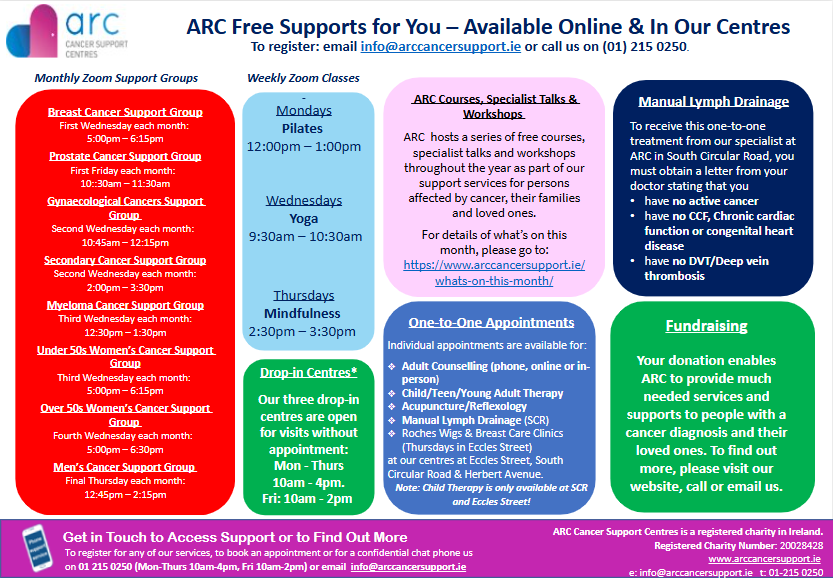 arc
CANCER SUPPORT
CENTRES
ARC Free Supports for You – Available Online & In Our Centres
To register: email info@arccancersupport.ie or call us on (01) 215 0250.
Monthly Zoom Support Groups
Breast Cancer Support Group
First Wednesday each month:
5:00pm – 6:15pm
Prostate Cancer Support Group
First Friday each month:
10::30am – 11:30am
Gynaecological Cancers Support
Group
Second Wednesday each month:
10:45am – 12:15pm
Secondary Cancer Support Group
Second Wednesday each month:
2:00pm – 3:30pm
Myeloma Cancer Support Group
Third Wednesday each month:
12:30pm – 1:30pm
Under 50s Women's Cancer Support
Group
Third Wednesday each month:
5:00pm – 6:15pm
Over 50s Women's Cancer Support
Group
Fourth Wednesday each month:
5:00pm – 6:30pm
Men's Cancer Support Group
Final Thursday each month:
12:45pm – 2:15pm
Weekly Zoom Classes
Mondays
Pilates
12:00pm – 1:00pm
Wednesdays
Yoga
9:30am – 10:30am
Thursdays
Mindfulness
2:30pm – 3:30pm
Drop-in Centres*
Our three drop-in
centres are open
for visits without
appointment:
Mon - Thurs
10am - 4pm.
Fri: 10am - 2pm
ARC Courses, Specialist Talks &
Workshops
ARC hosts a series of free courses,
specialist talks and workshops
throughout the year as part of our
support services for persons
affected by cancer, their families
and loved ones.
For details of what's on this
month, please go to:
https://www.arccancersupport.ie/
whats-on-this-month/
One-to-One Appointments
Individual appointments are available for:
❖ Adult Counselling (phone, online or in-
person)
❖ Child/Teen/Young Adult Therapy
❖ Acupuncture/Reflexology
❖ Manual Lymph Drainage (SCR)
❖ Roches Wigs & Breast Care Clinics
(Thursdays in Eccles Street)
at our centres at Eccles Street, South
Circular Road & Herbert Avenue.
Note: Child Therapy is only available at SCR
and Eccles Street!
Manual Lymph Drainage
To receive this one-to-one
treatment from our specialist at
ARC in South Circular Road, you
must obtain a letter from your
doctor stating that you
• have no active cancer
• have no CCF, Chronic cardiac
function or congenital heart
disease
• have no DVT/Deep vein
thrombosis
Fundraising
Your donation enables
ARC to provide much
needed services and
supports to people with a
cancer diagnosis and their
loved ones. To find out
more, please visit our
website, call or email us.
Phone
support
service
Get in Touch to Access Support or to Find Out More
To register for any of our services, to book an appointment or for a confidential chat phone us
on 01 215 0250 (Mon-Thurs 10am-4pm, Fri 10am-2pm) or email info@arccancersupport.ie
ARC Cancer Support Centres is a registered charity in Ireland.
Registered Charity Number: 20028428
www.arccancersupport.ie
e: info@arccancersupport.ie t: 01-215 0250